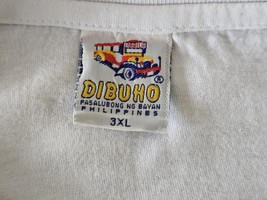 DIBUHO
®
PASALUBONG NG BAYAN
PHILIPPINES
3XL